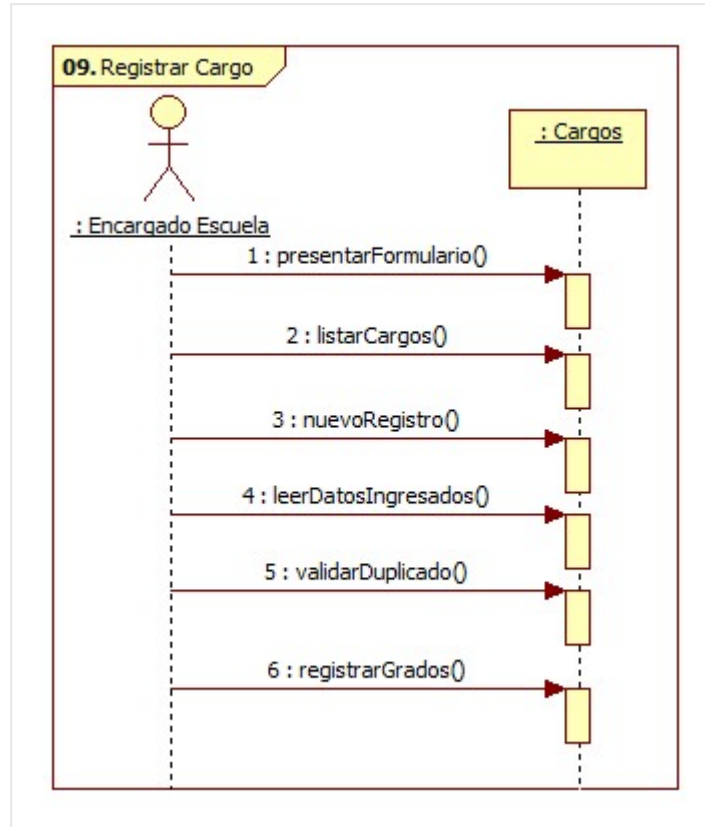 09. Registrar Cargo
: Cargos
: Encargado Escuela
1 : presentarFormulario()
2 : listarCargos()
3 : nuevoRegistro()
4 : leerDatosIngresados()
5 : validarDuplicado()
6 : registrarGrados()